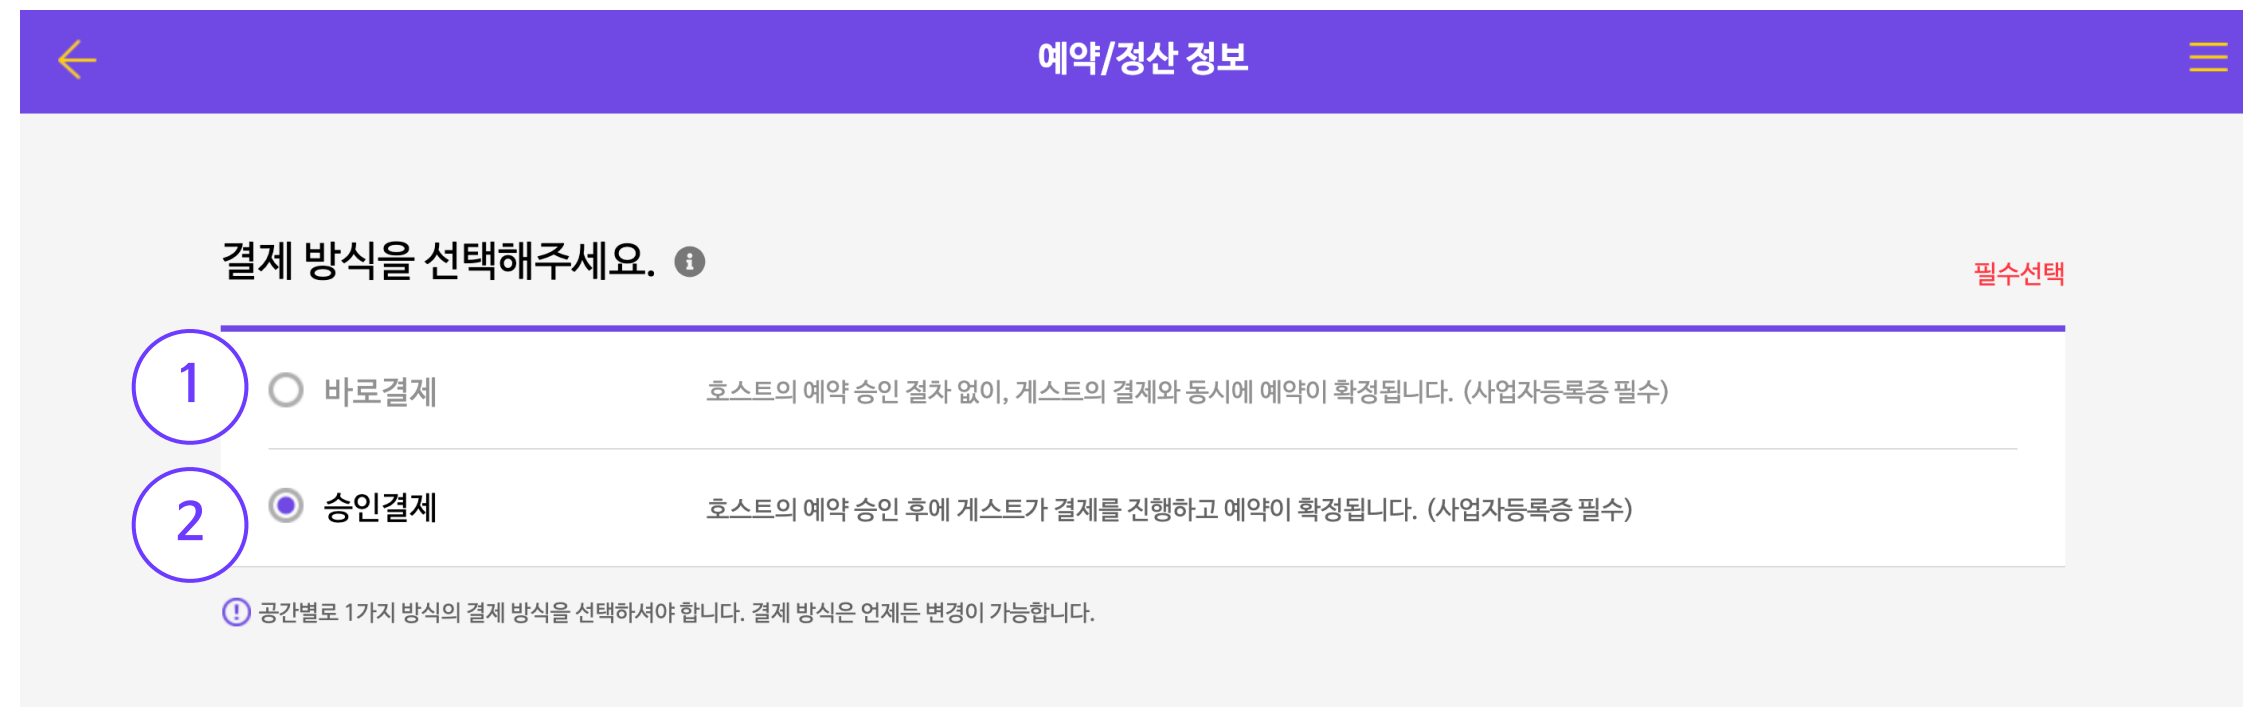 예약/정산 정보
결제 방식을 선택해주세요.
필수선택
1
바로결제
호스트의 예약 승인 절차 없이, 게스트의 결제와 동시에 예약이 확정됩니다. (사업자등록증 필수)
2
승인결제
호스트의 예약 승인 후에 게스트가 결제를 진행하고 예약이 확정됩니다. (사업자등록증 필수)
공간별로 1가지 방식의 결제 방식을 선택하셔야 합니다. 결제 방식은 언제든 변경이 가능합니다.